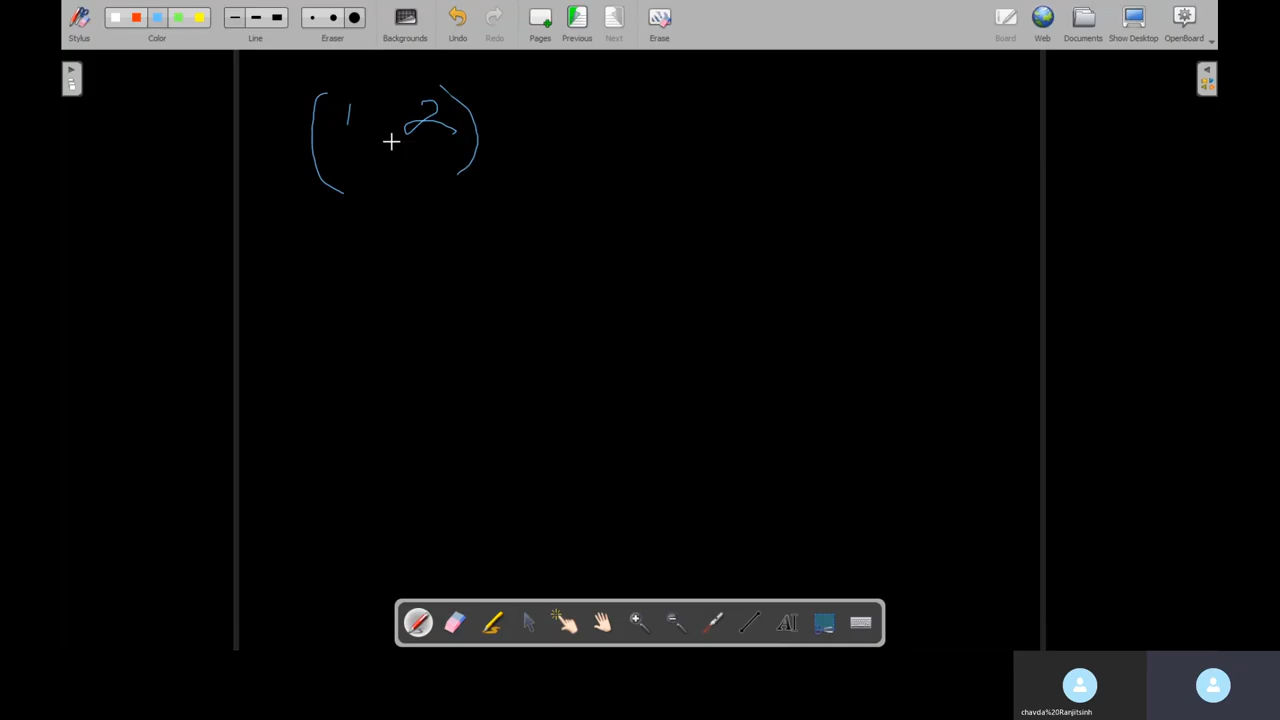 Stylus Color Line Eraser Backgrounds Undo Redo Pages Previous Next Erase Board Web Documents Show Desktop OpenBoard
(1 2)
AI
chavda%20Ranjitsinh